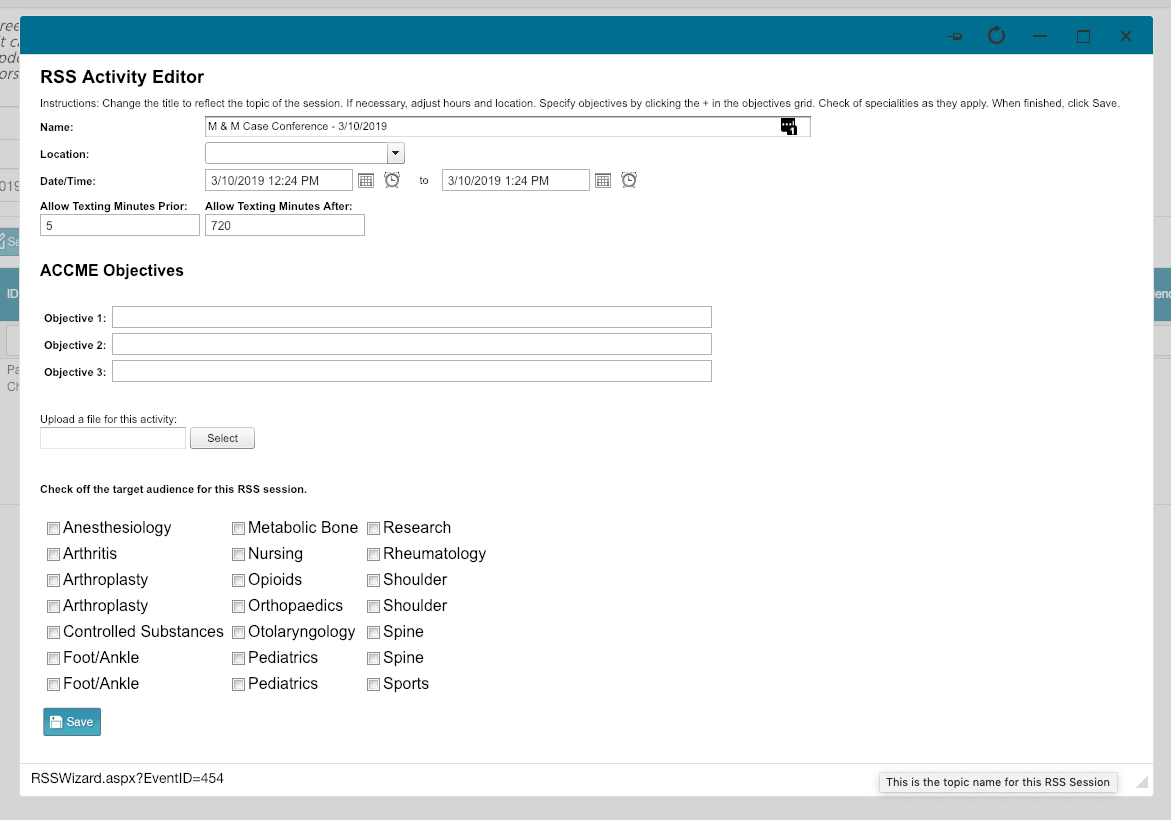 RSS Activity Editor
Instructions: Change the title to reflect the topic of the session. If necessary, adjust hours and location. Specify objectives by clicking the + in the objectives grid. Check of specialities as they apply. When finished, click Save.
Name: M & M Case Conference - 3/10/2019
Location:
Date/Time: 3/10/2019 12:24 PM to 3/10/2019 1:24 PM
Allow Texting Minutes Prior: Allow Texting Minutes After:
5 720
ACCME Objectives
Objective 1:
Objective 2:
Objective 3:
Upload a file for this activity:
Select
Check off the target audience for this RSS session.
Anesthesiology Metabolic Bone Research
Arthritis Nursing Rheumatology
Arthroplasty Opioids Shoulder
Arthroplasty Orthopaedics Shoulder
Controlled Substances Otolaryngology Spine
Foot/Ankle Pediatrics Spine
Foot/Ankle Pediatrics Sports
Save
RSSWizard.aspx?EventID=454
This is the topic name for this RSS Session